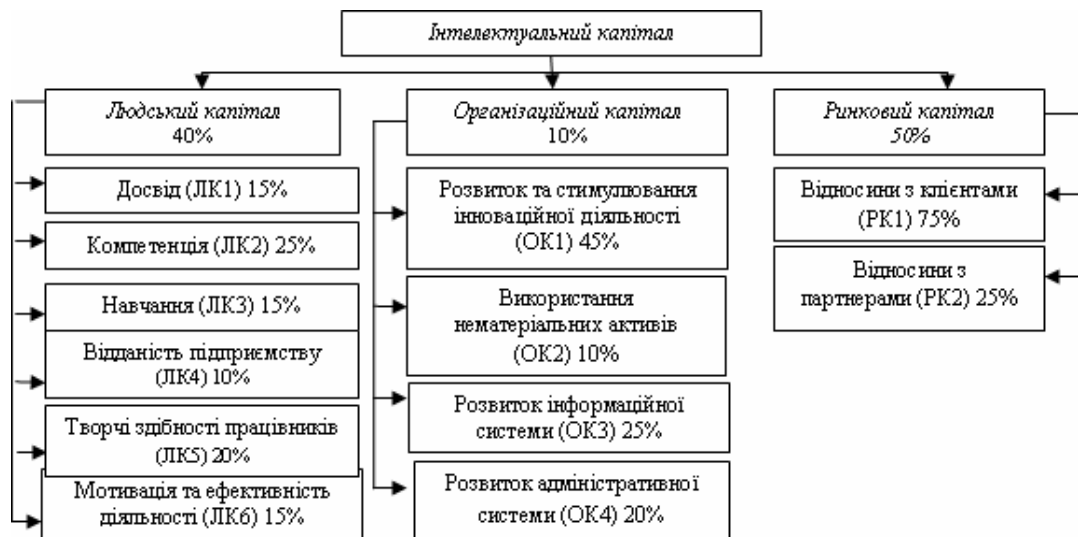 Інтелектуальний капітал
Людський капітал
40%
Досвід (ЛК1) 15%
Компетенція (ЛК2) 25%
Навчання (ЛК3) 15%
Відданість підприємству
(ЛК4) 10%
Творчі здібності працівників
(ЛК5) 20%
Мотивація та ефективність
діяльності (ЛК6) 15%
Організаційний капітал
10%
Розвиток та стимулювання
інноваційної діяльності
(ОК1) 45%
Використання
нематеріальних активів
(ОК2) 10%
Розвиток інформаційної
системи (ОК3) 25%
Розвиток адміністративної
системи (ОК4) 20%
Ринковий капітал
50%
Відносини з клієнтами
(РК1) 75%
Відносини з
партнерами (РК2) 25%